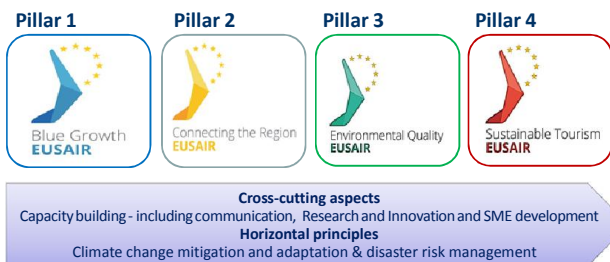 Pillar 1 Pillar 2 Pillar 3 Pillar 4
Blue Growth
EUSAIR
Connecting the Region
EUSAIR
Environmental Quality
EUSAIR
Sustainable Tourism
EUSAIR
Cross-cutting aspects
Capacity building - including communication, Research and Innovation and SME development
Horizontal principles
Climate change mitigation and adaptation & disaster risk management